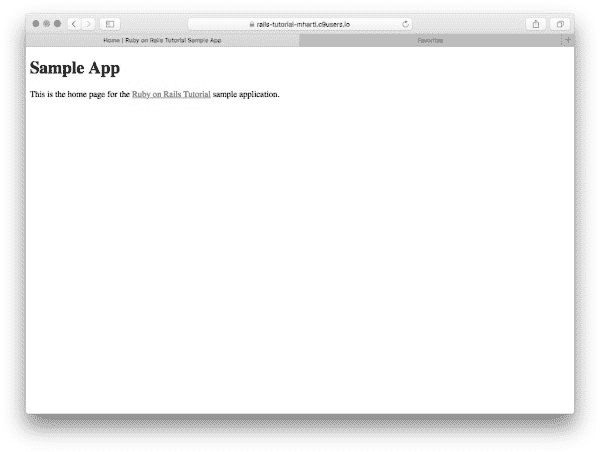 rails-tutorial-mhartl.c9users.io
Home | Ruby on Rails Tutorial Sample App
Favorites
Sample App
This is the home page for the Ruby on Rails Tutorial sample application.